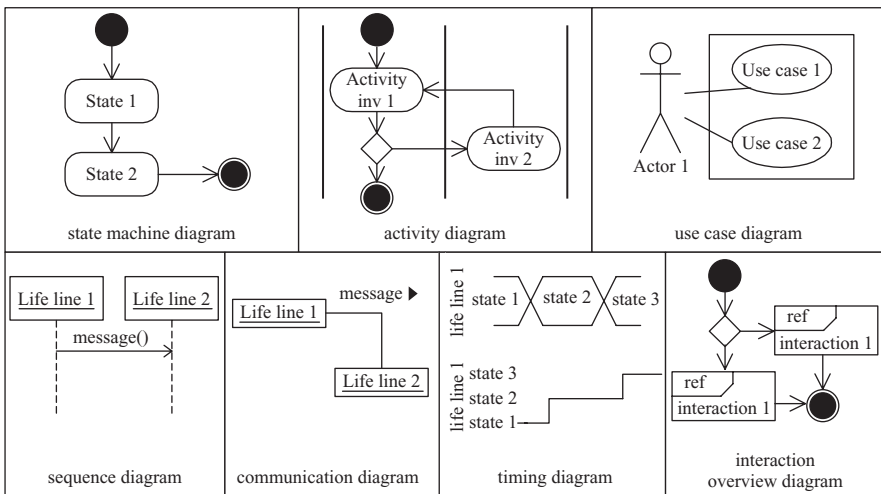 State 1
State 2
state machine diagram
Activity
inv 1
Activity
inv 2
activity diagram
Actor 1
Use case 1
Use case 2
use case diagram
Life line 1
Life line 2
message()
sequence diagram
message
Life line 1
Life line 2
communication diagram
life line 1
state 1
state 2
state 3
life line 1
state 3
state 2
state 1
timing diagram
ref
interaction 1
ref
interaction 1
interaction
overview diagram